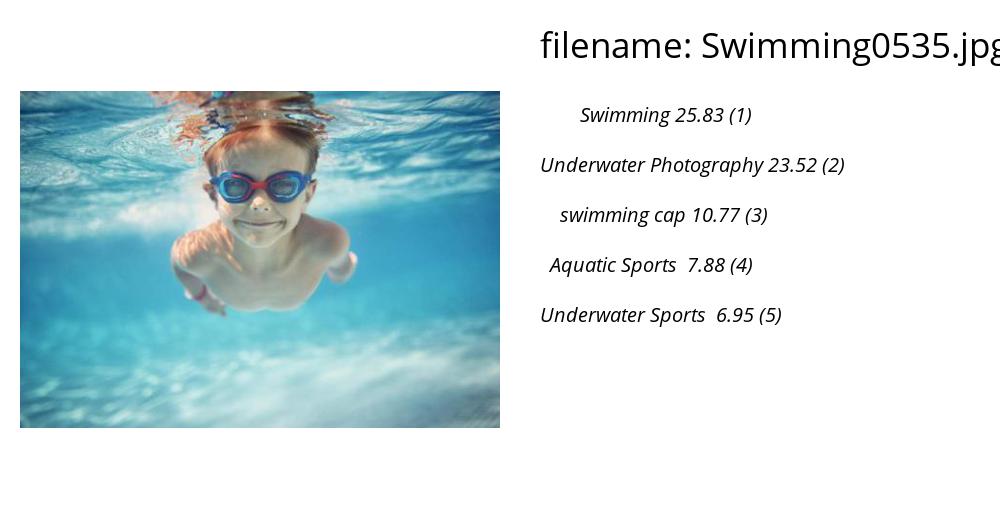 filename: Swimming0535.jpg
Swimming 25.83 (1)
Underwater Photography 23.52 (2)
swimming cap 10.77 (3)
Aquatic Sports 7.88 (4)
Underwater Sports 6.95 (5)